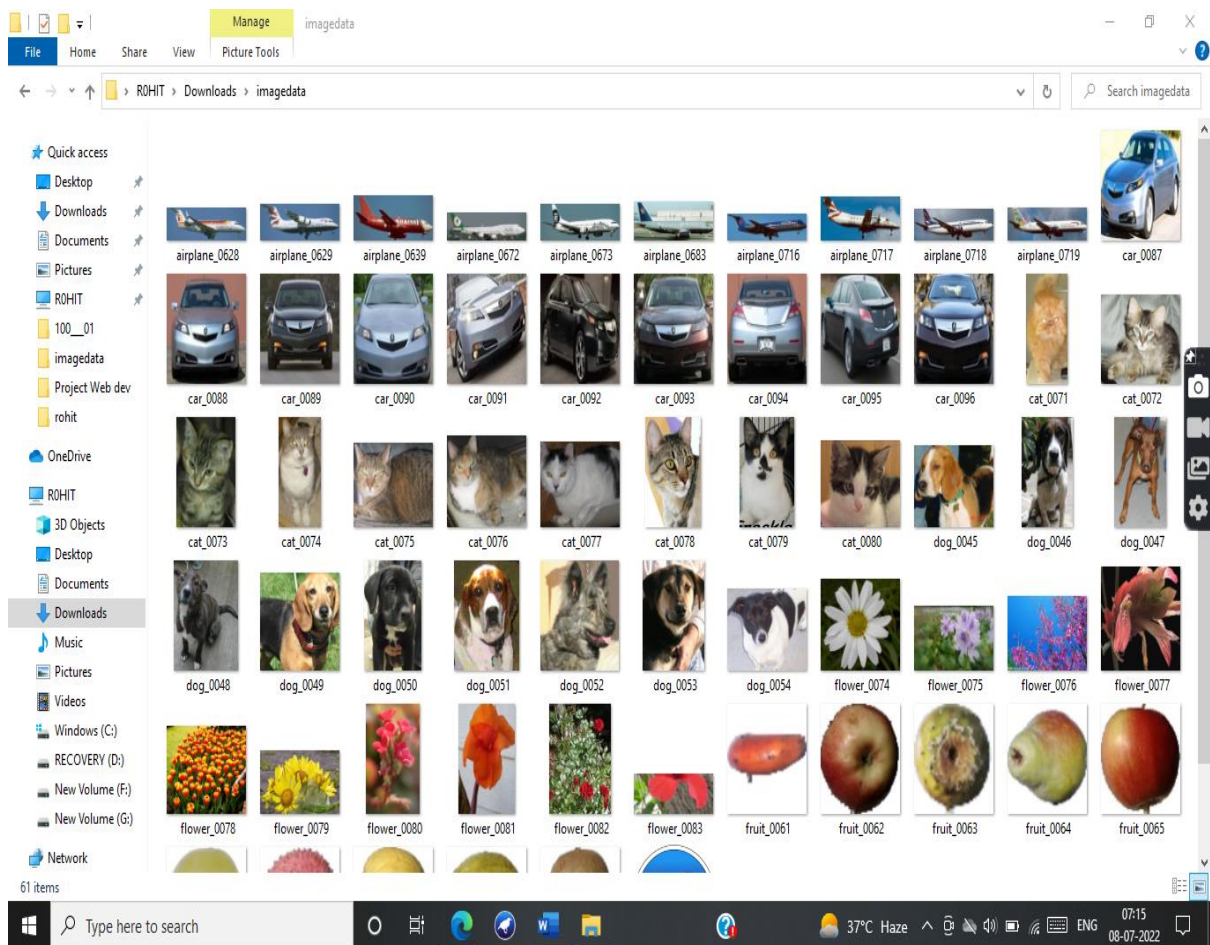 Manage imagedata
File Home Share View Picture Tools
R0HIT > Downloads > imagedata
Search imagedata
Quick access
Desktop
Downloads
Documents
Pictures
R0HIT
100__01
imagedata
Project Web dev
rohit
OneDrive
R0HIT
3D Objects
Desktop
Documents
Downloads
Music
Pictures
Videos
Windows (C:)
RECOVERY (D:)
New Volume (F:)
New Volume (G:)
Network
airplane_0628 airplane_0629 airplane_0639 airplane_0672 airplane_0673 airplane_0683 airplane_0716 airplane_0717 airplane_0718 airplane_0719 car_0087
car_0088 car_0089 car_0090 car_0091 car_0092 car_0093 car_0094 car_0095 car_0096 cat_0071 cat_0072
cat_0073 cat_0074 cat_0075 cat_0076 cat_0077 cat_0078 cat_0079 cat_0080 dog_0045 dog_0046 dog_0047
dog_0048 dog_0049 dog_0050 dog_0051 dog_0052 dog_0053 dog_0054 flower_0074 flower_0075 flower_0076 flower_0077
flower_0078 flower_0079 flower_0080 flower_0081 flower_0082 flower_0083 fruit_0061 fruit_0062 fruit_0063 fruit_0064 fruit_0065
61 items
Type here to search
37°C Haze
ENG
07:15
08-07-2022